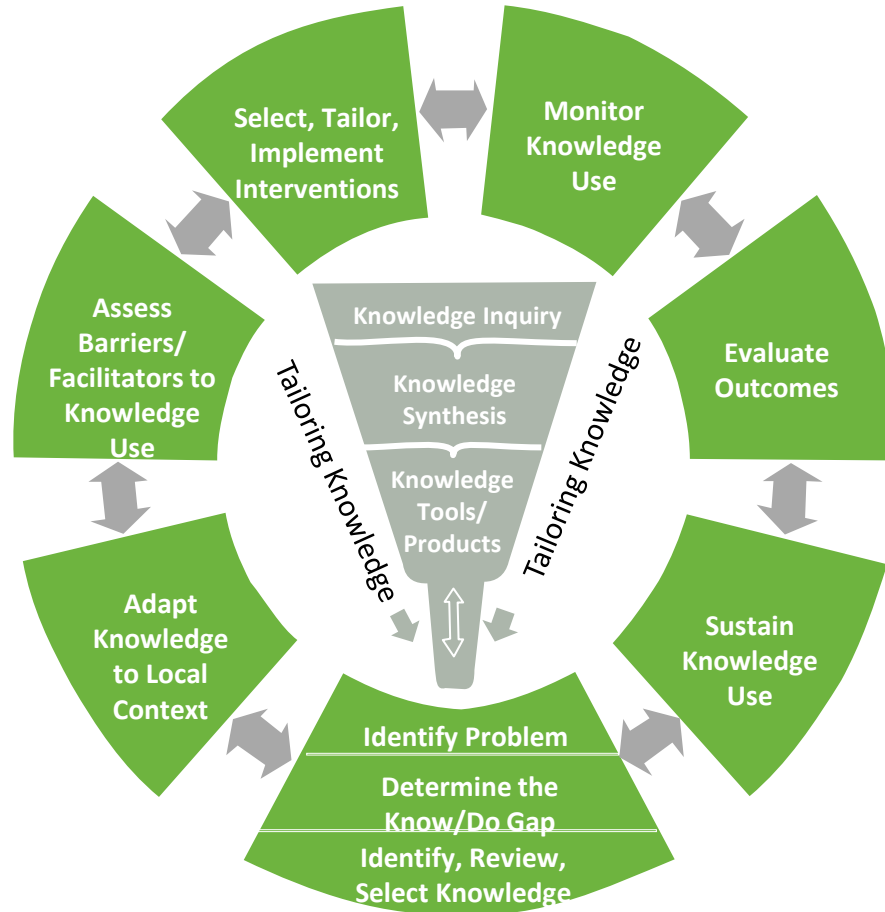 Select, Tailor,
Implement
Interventions
Monitor
Knowledge
Use
Assess
Barriers/
Facilitators to
Knowledge
Use
Knowledge Inquiry
Knowledge
Synthesis
Knowledge
Tools/
Products
Tailoring Knowledge
Tailoring Knowledge
Evaluate
Outcomes
Adapt
Knowledge
to Local
Context
Sustain
Knowledge
Use
Identify Problem
Determine the
Know/Do Gap
Identify, Review,
Select Knowledge